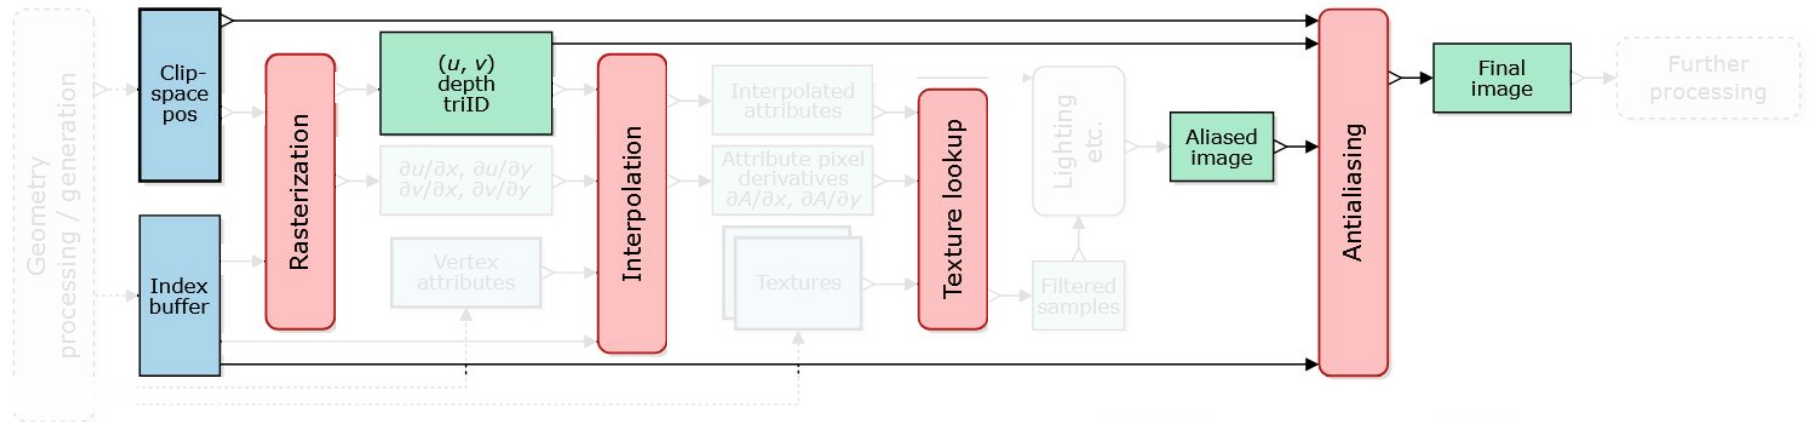 Geometry
processing / generation
Clip-
space
pos
Index
buffer
Rasterization
(u, v)
depth
triID
∂u/∂x, ∂u/∂y
∂v/∂x, ∂v/∂y
Vertex
attributes
Interpolation
Interpolated
attributes
Attribute pixel
derivatives
∂A/∂x, ∂A/∂y
Textures
Texture lookup
Lighting
etc.
Filtered
samples
Aliased
image
Antialiasing
Final
image
Further
processing